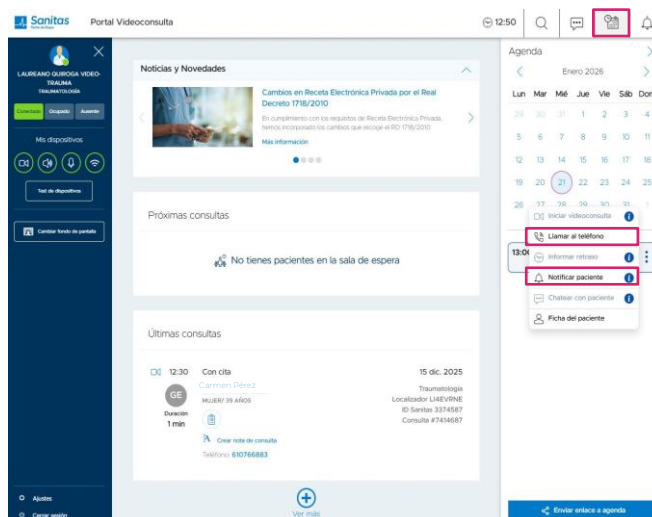 Sanitas
Portal Videoconsulta
12:50
LAUREANO QUIROGA VIDEO-
TRAUMA
TRAUMATOLOGÍA
Conectado Ocupado Ausente
Mis dispositivos
Test de dispositivos
Cambiar fondo de pantalla
Ajustes
Cerrar sesión
Noticias y Novedades
Cambios en Receta Electrónica Privada por el Real
Decreto 1718/2010
En cumplimiento con los requisitos de Receta Electrónica Privada,
hemos incorporado los cambios que recoge el RD 1718/2010
Más información
Próximas consultas
No tienes pacientes en la sala de espera
Últimas consultas
12:30 Con cita 15 dic. 2025
GE
Carmen Pérez
MUJER/ 39 AÑOS
Duración
1 min
Crear nota de consulta
Teléfono: 610766883
Traumatología
Localizador LI4EVRNE
ID Sanitas 3374587
Consulta #7414687
Ver más
Agenda
Enero 2026
Lun Mar Mié Jue Vie Sáb Dom
29 30 31 1 2 3 4
5 6 7 8 9 10 11
12 13 14 15 16 17 18
19 20 21 22 23 24 25
26 27 28 29 30 31 1
Iniciar videoconsulta
Llamar al teléfono
13:00
Informar retraso
Notificar paciente
Chatear con paciente
Ficha del paciente
Enviar enlace a agenda